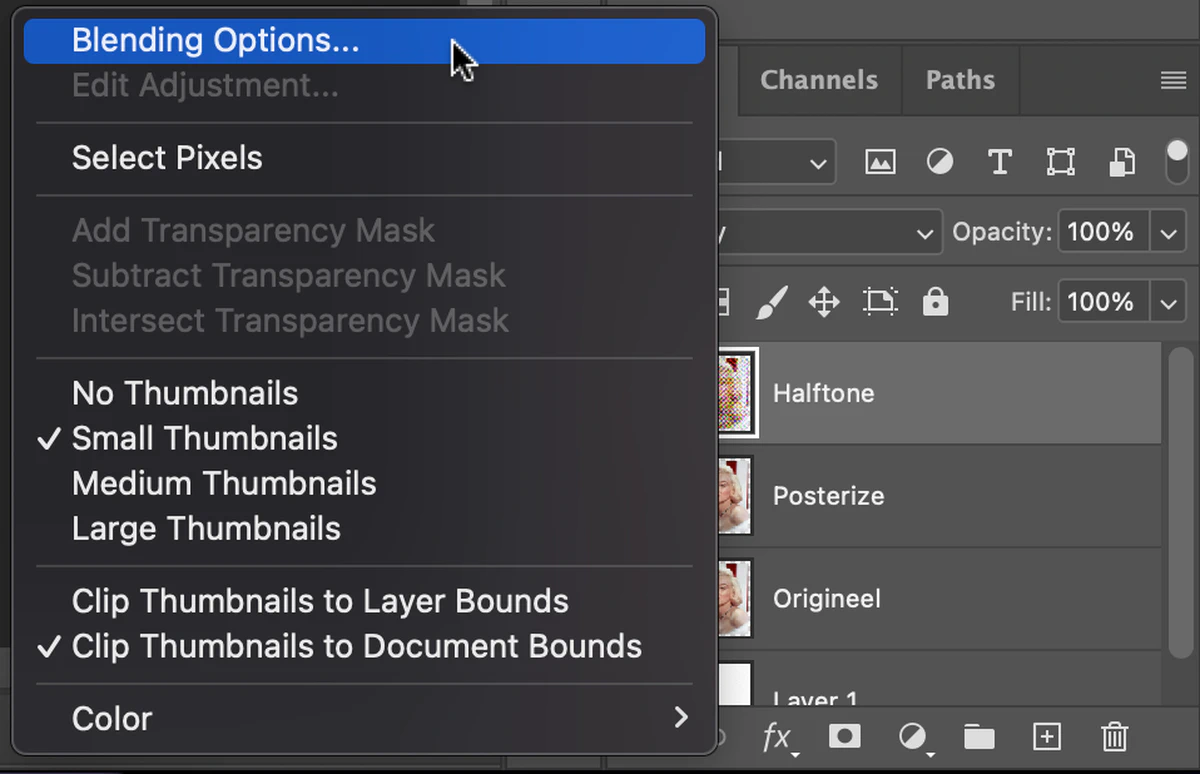 Blending Options...
Edit Adjustment...
Select Pixels
Add Transparency Mask
Subtract Transparency Mask
Intersect Transparency Mask
No Thumbnails
✓ Small Thumbnails
Medium Thumbnails
Large Thumbnails
Clip Thumbnails to Layer Bounds
✓ Clip Thumbnails to Document Bounds
Color
Channels Paths
Opacity: 100%
Fill: 100%
Halftone
Posterize
Origineel
Layer 1
fx